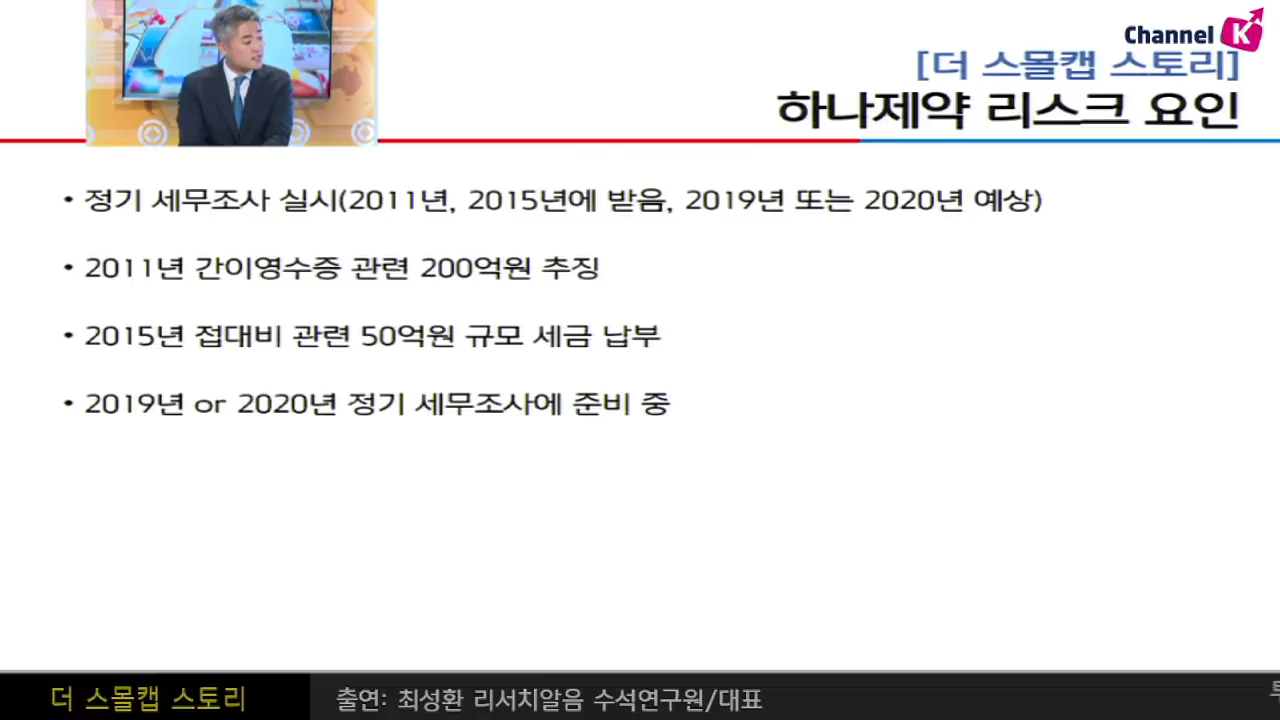 Channel K
[더 스몰캡 스토리]
하나제약 리스크 요인
• 정기 세무조사 실시(2011년, 2015년에 받음, 2019년 또는 2020년 예상)
• 2011년 간이영수증 관련 200억원 추징
• 2015년 접대비 관련 50억원 규모 세금 납부
• 2019년 or 2020년 정기 세무조사에 준비 중
더 스몰캡 스토리
출연: 최성환 리서치알음 수석연구원/대표